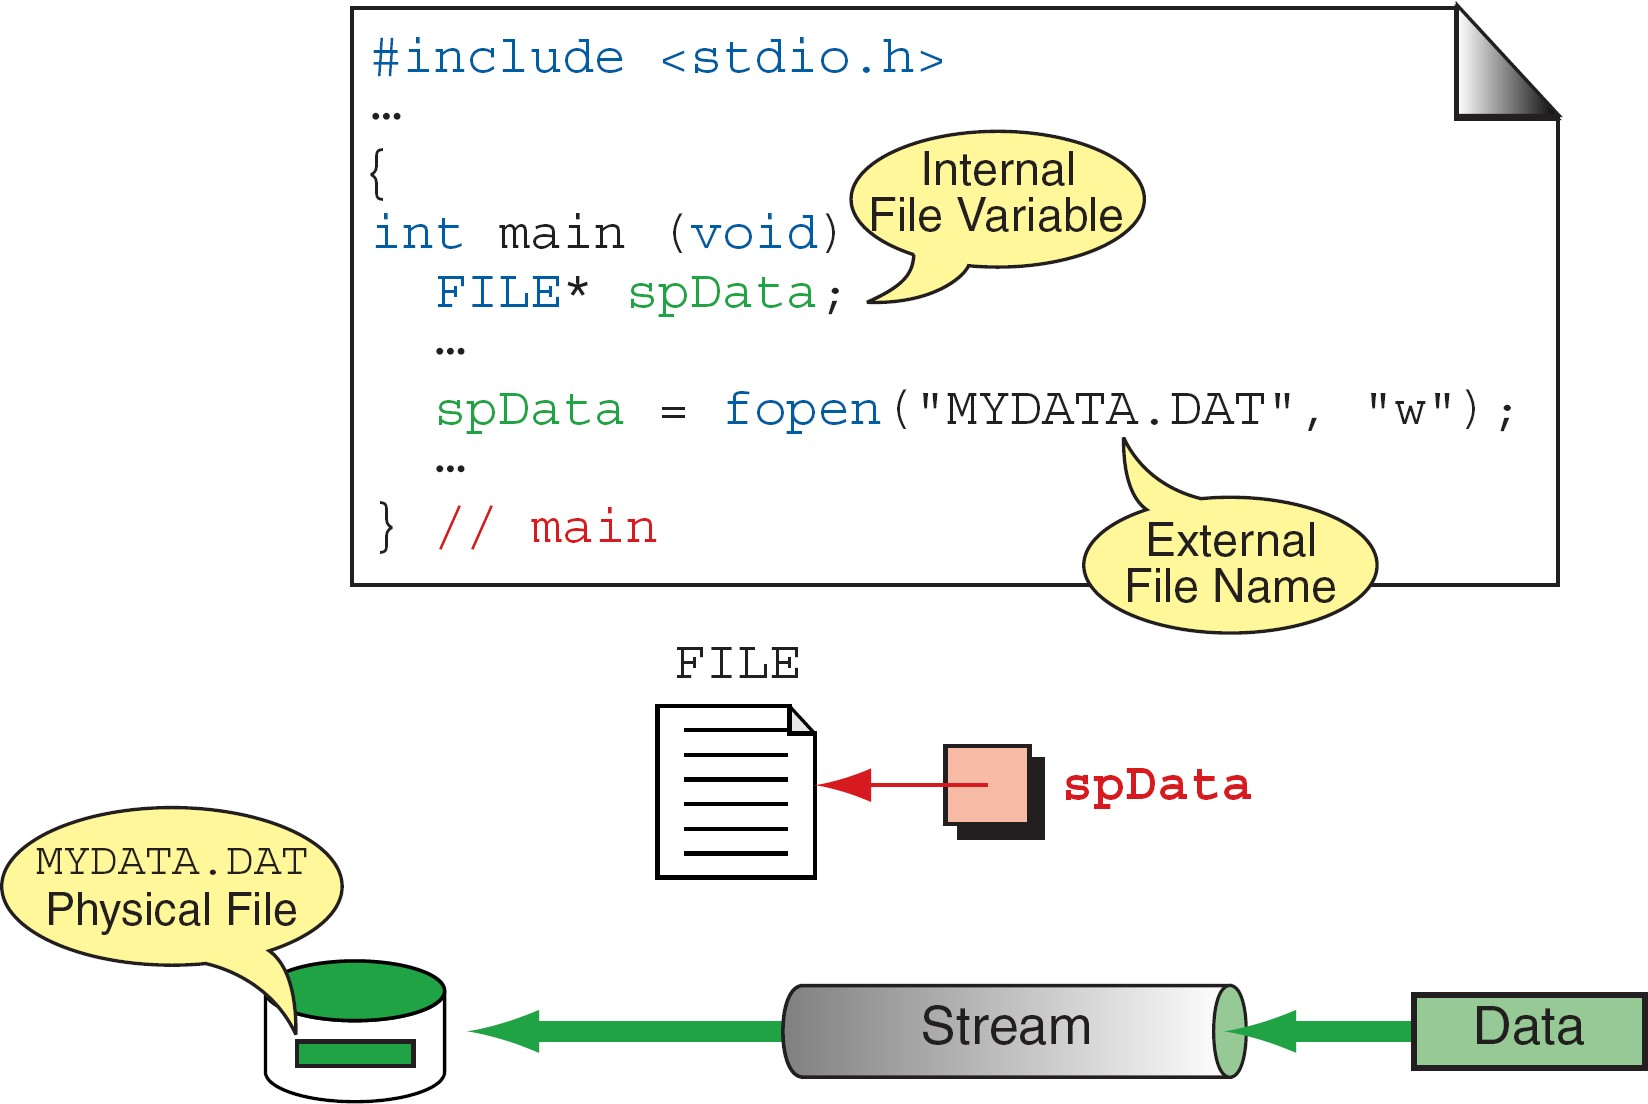 #include <stdio.h>
…
{
Internal
File Variable
int main (void)
FILE* spData;
…
spData = fopen("MYDATA.DAT", "w");
…
} // main
External
File Name
FILE
spData
MYDATA.DAT
Physical File
Stream
Data